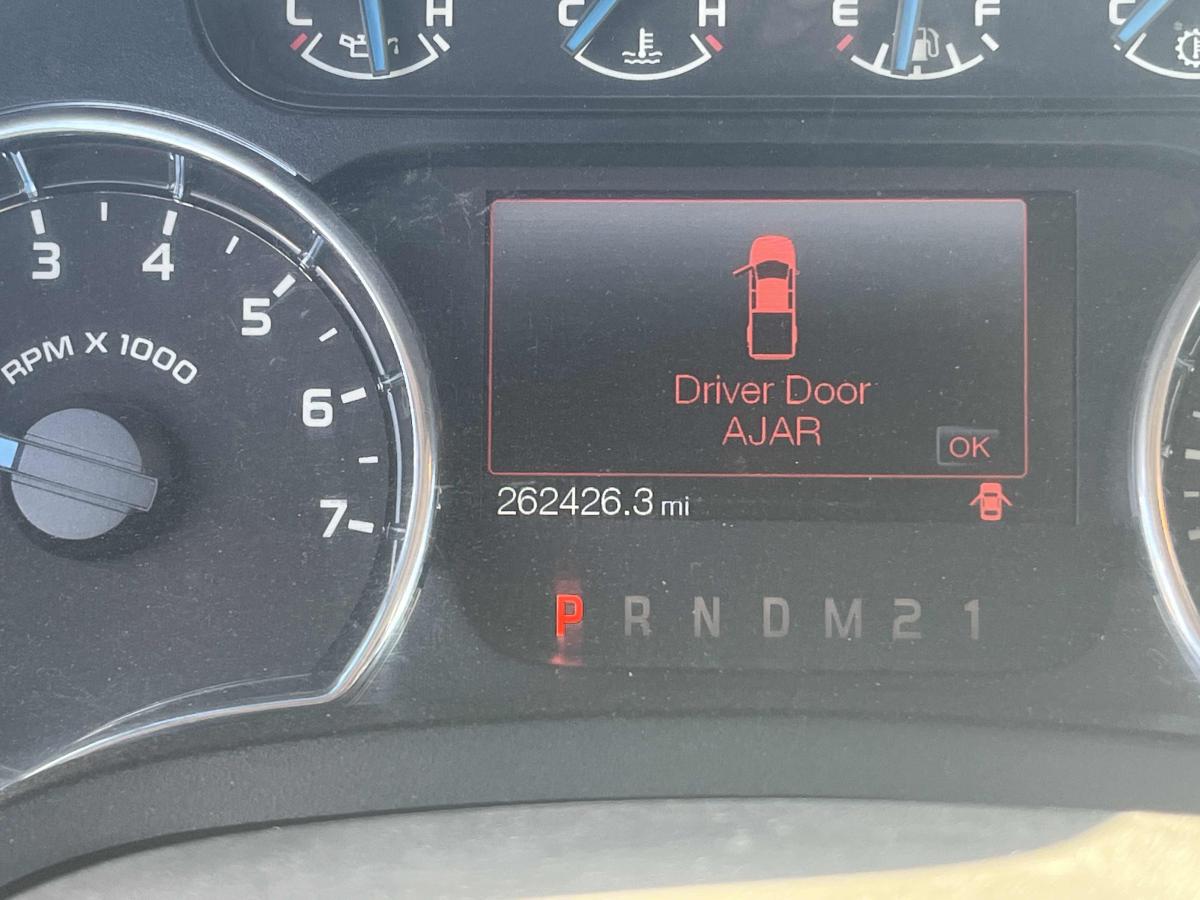 L H
C H
E F
C
3
4
5
6
7
RPM X 1000
Driver Door
AJAR
OK
262426.3 mi
P R N D M 2 1